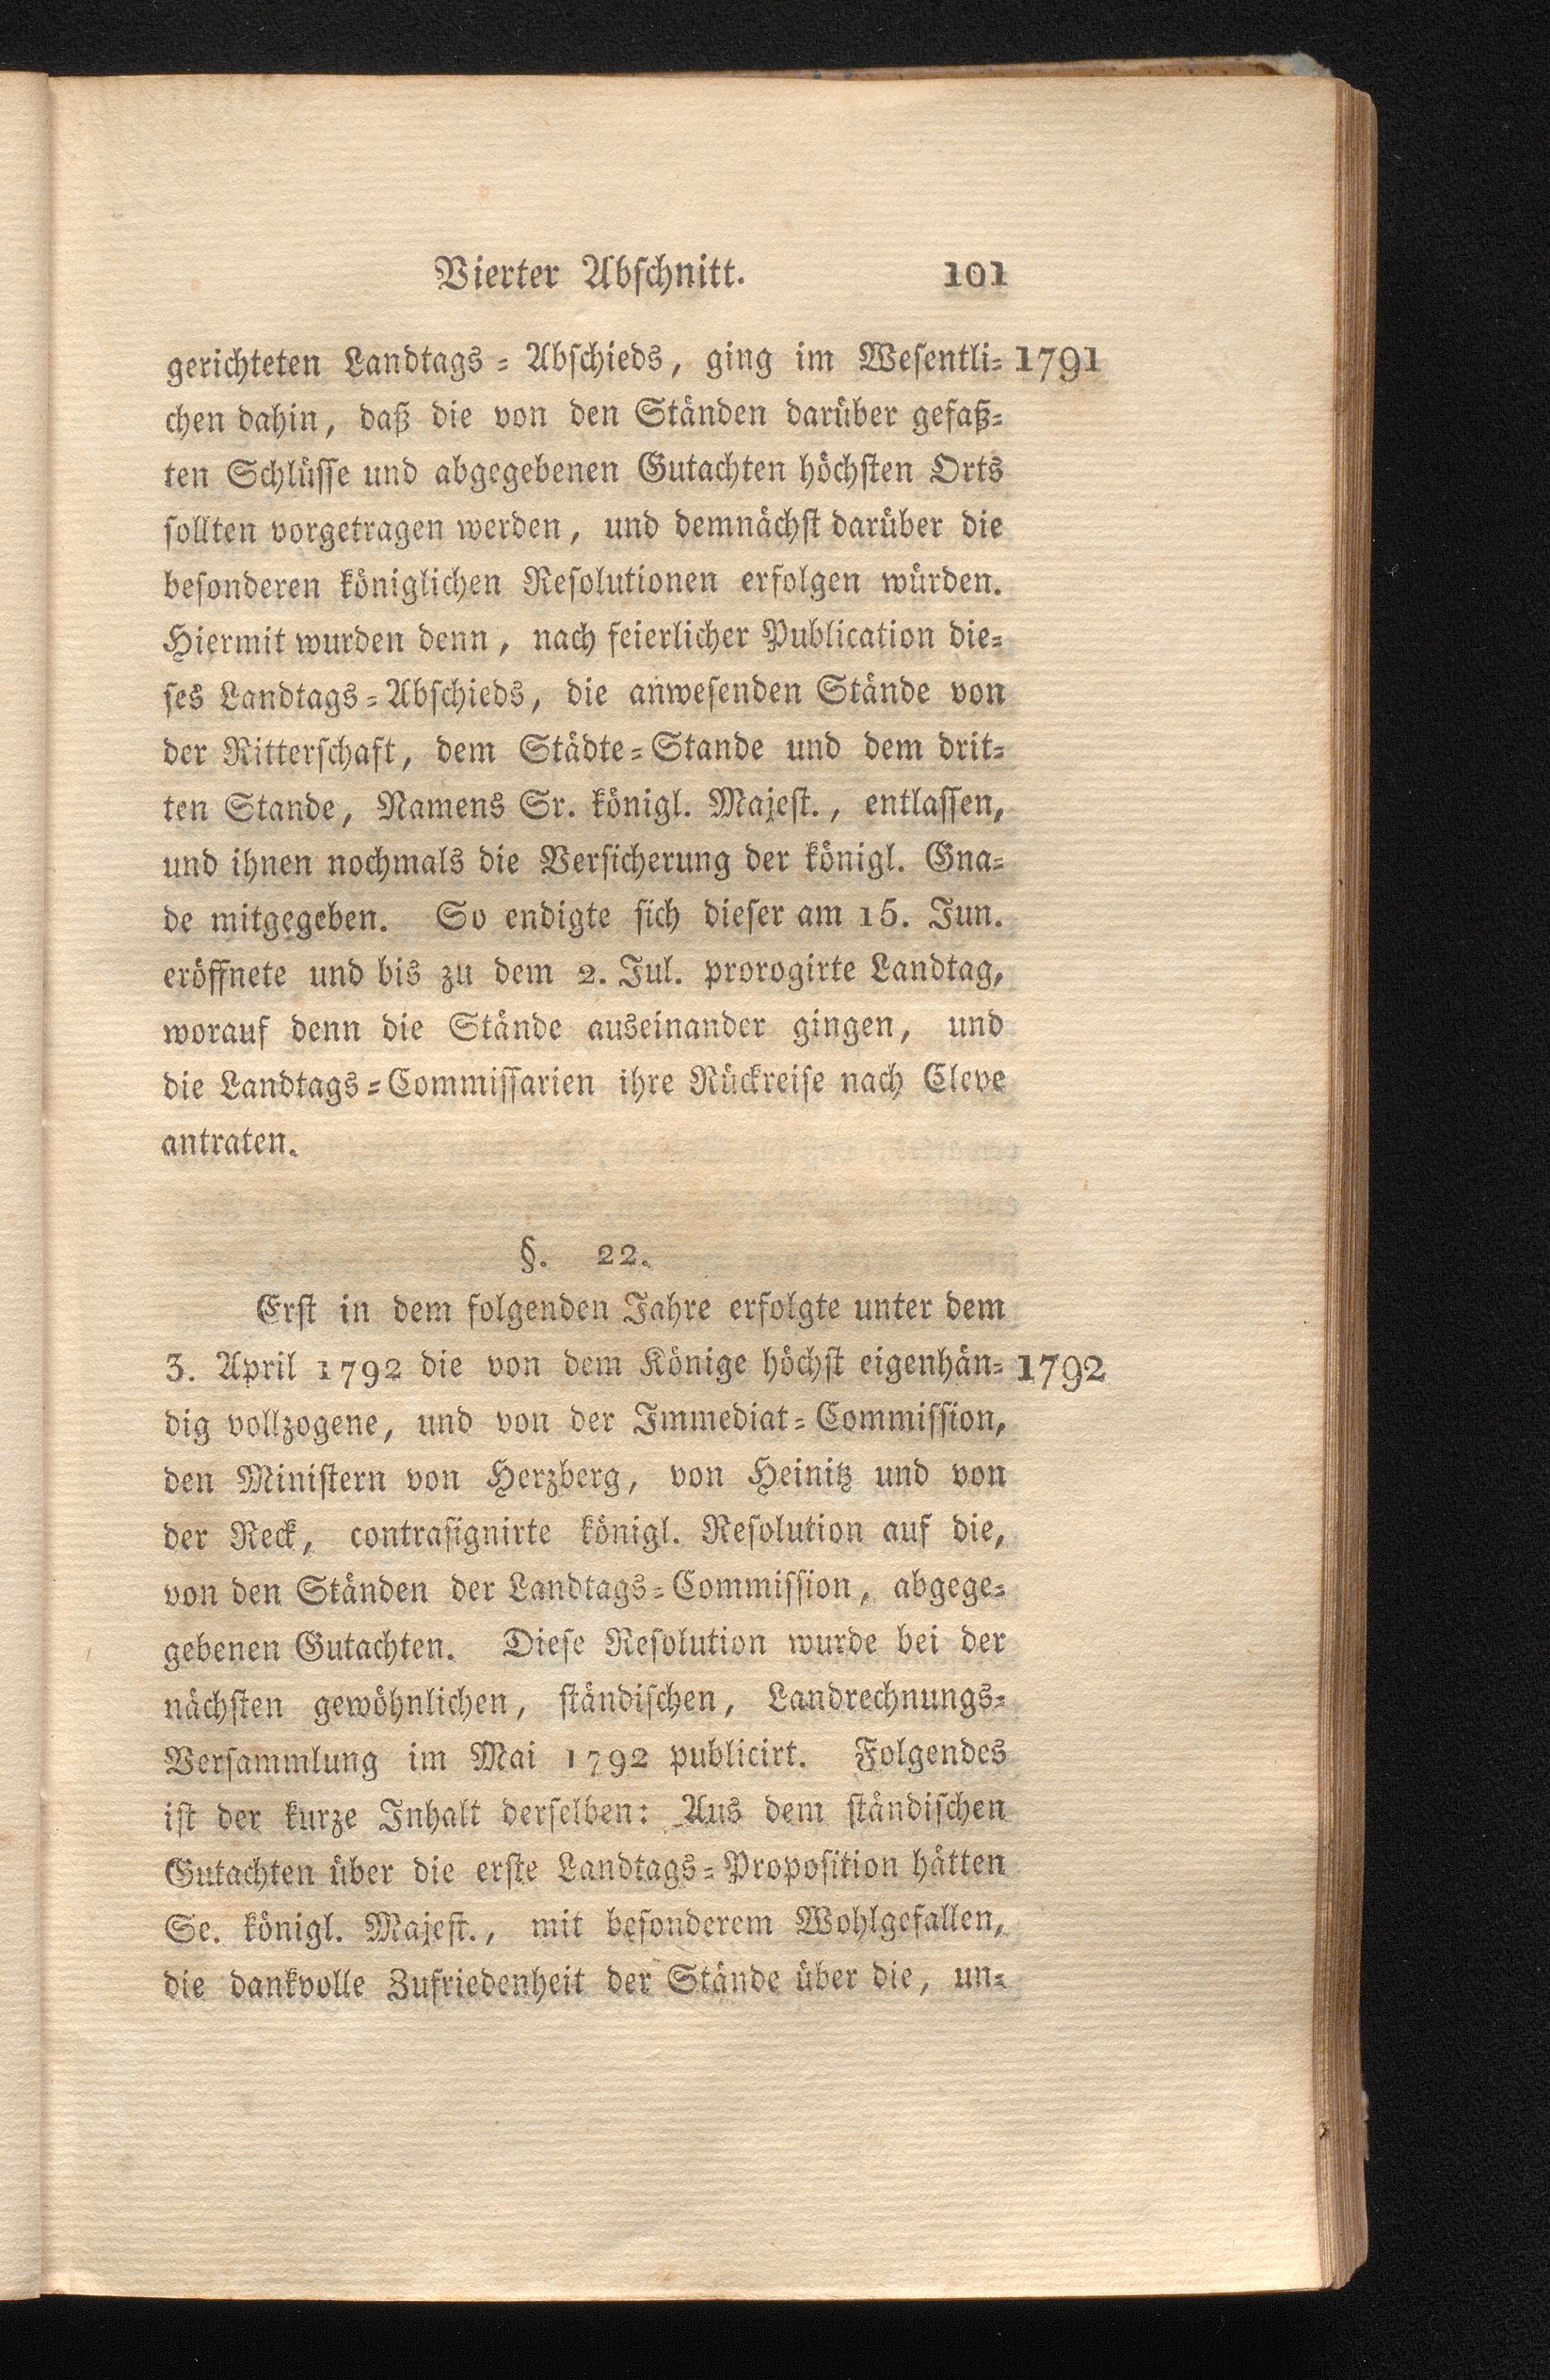 Vierter Abschnitt. 101
gerichteten Landtags=Abschieds, ging im Wesentli= 1791
chen dahin, daß die von den Ständen darüber gefaß=
ten Schlüsse und abgegebenen Gutachten höchsten Orts
sollten vorgetragen werden, und demnächst darüber die
besonderen königlichen Resolutionen erfolgen würden.
Hiermit wurden denn, nach feierlicher Publication die=
ses Landtags=Abschieds, die anwesenden Stände von
der Ritterschaft, dem Städte=Stande und dem drit=
ten Stande, Namens Sr. königl. Majest., entlassen,
und ihnen nochmals die Versicherung der königl. Gna=
de mitgegeben. So endigte sich dieser am 15. Jun.
eröffnete und bis zu dem 2. Jul. prorogirte Landtag,
worauf denn die Stände auseinander gingen, und
die Landtags=Commissarien ihre Rückreise nach Cleve
antraten.
§. 22.
Erst in dem folgenden Jahre erfolgte unter dem
3. April 1792 die von dem Könige höchst eigenhän= 1792
dig vollzogene, und von der Immediat=Commission,
den Ministern von Herzberg, von Heinitz und von
der Reck, contrasignirte königl. Resolution auf die,
von den Ständen der Landtags=Commission, abgege=
gebenen Gutachten. Diese Resolution wurde bei der
nächsten gewöhnlichen, ständischen, Landrechnungs=
Versammlung im Mai 1792 publicirt. Folgendes
ist der kurze Inhalt derselben: Aus dem ständischen
Gutachten über die erste Landtags=Proposition hätten
Se. königl. Majest., mit besonderem Wohlgefallen,
die dankvolle Zufriedenheit der Stände über die, un=